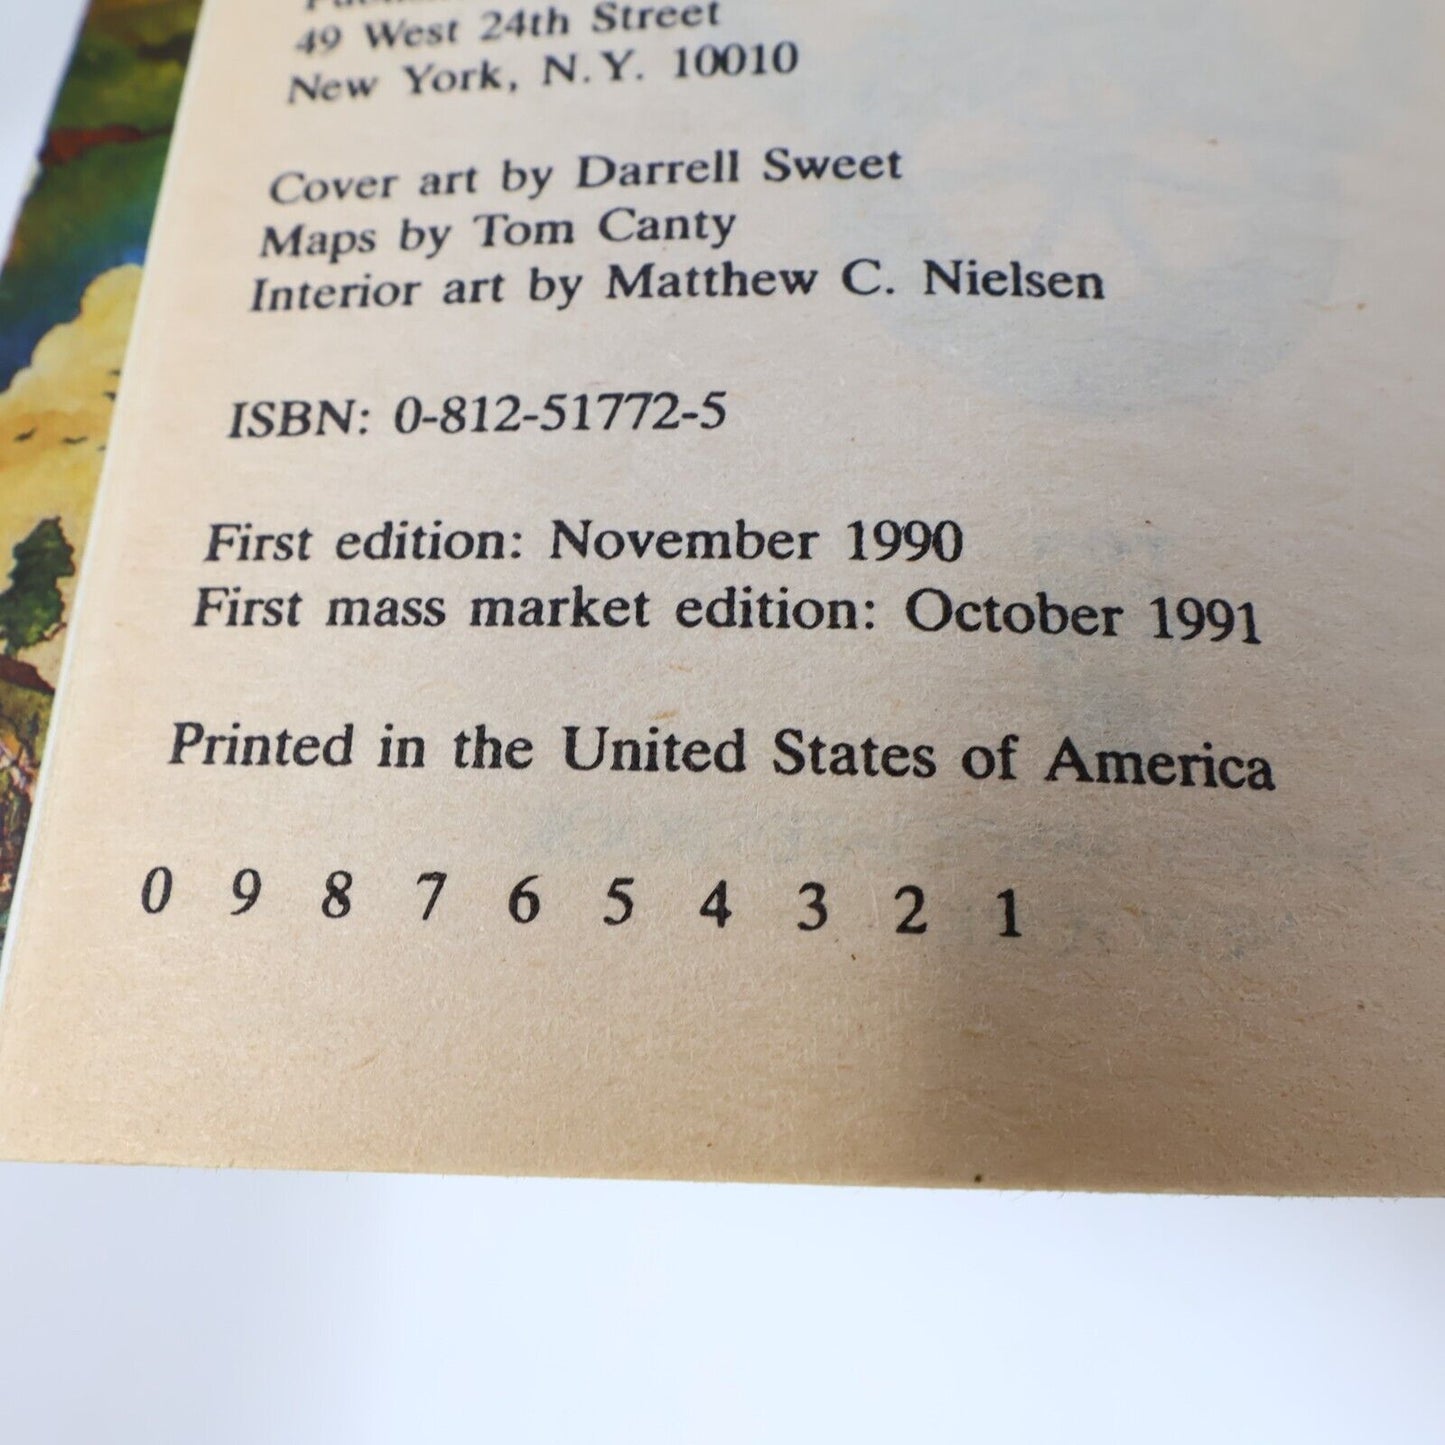 49 West 24th Street
New York, N.Y. 10010
Cover art by Darrell Sweet
Maps by Tom Canty
Interior art by Matthew C. Nielsen
ISBN: 0-812-51772-5
First edition: November 1990
First mass market edition: October 1991
Printed in the United States of America
0 9 8 7 6 5 4 3 2 1